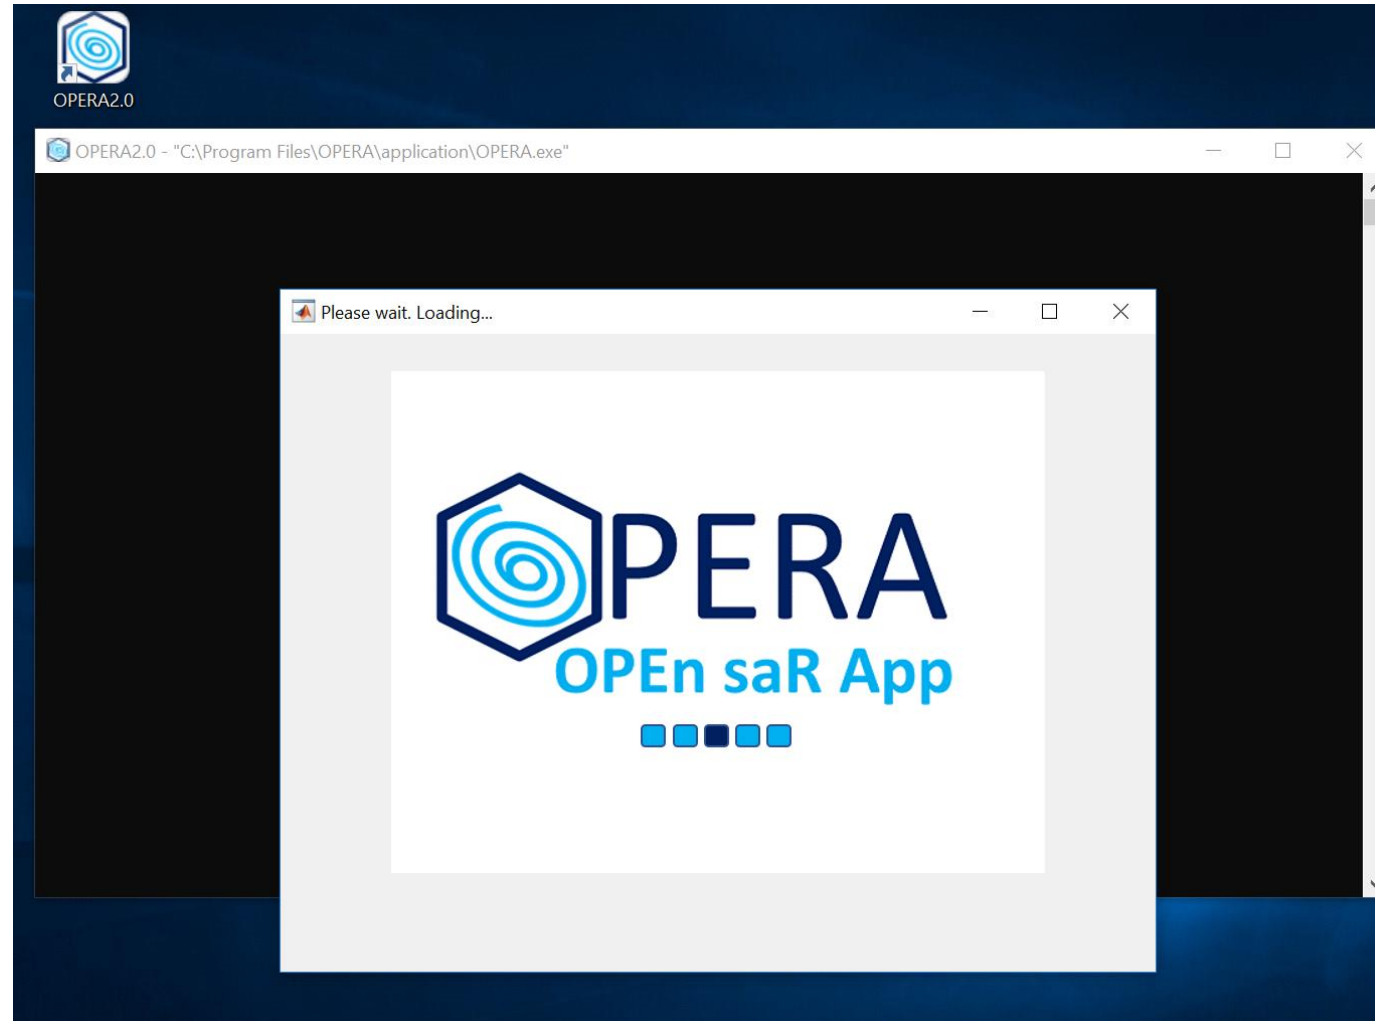 OPERA2.0
OPERA2.0 - "C:\Program Files\OPERA\application\OPERA.exe"
Please wait. Loading...
OPERA
OPEn saR App